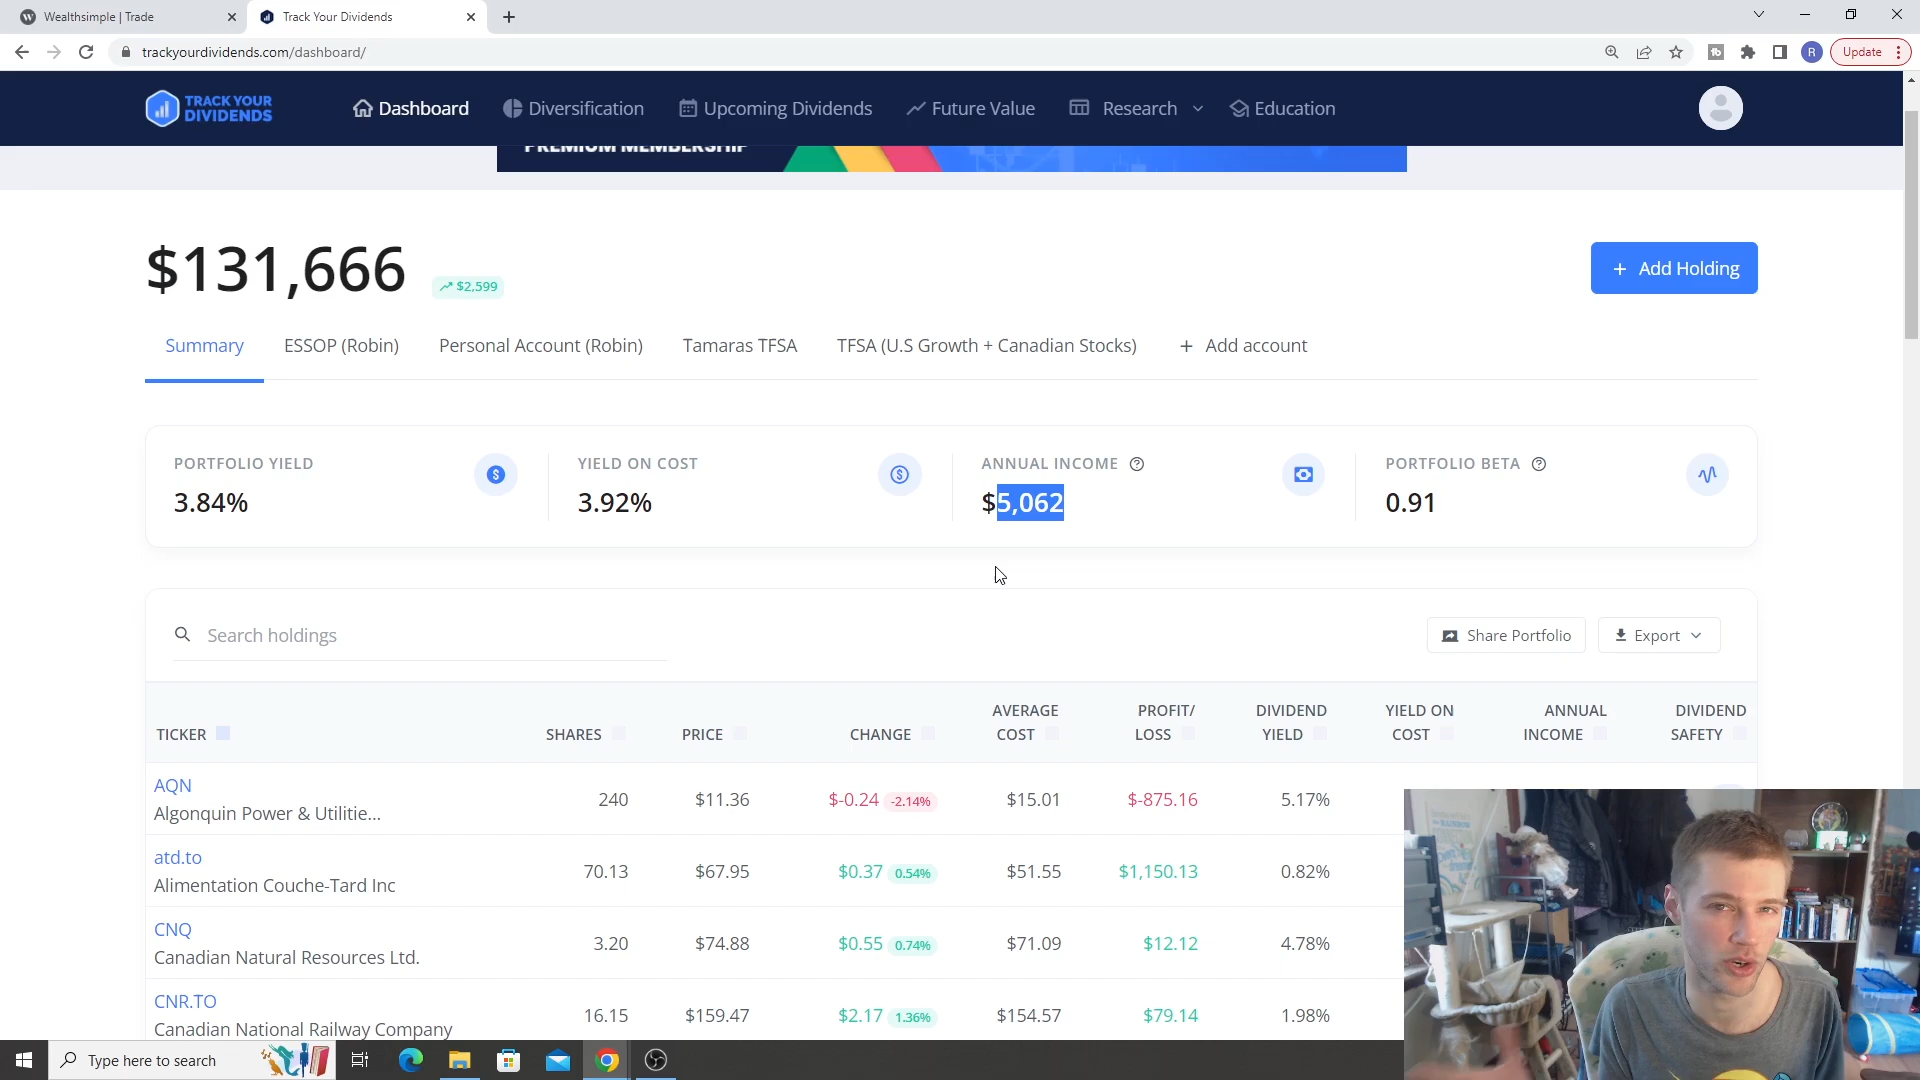 Wealthsimple | Trade
Track Your Dividends
trackyourdividends.com/dashboard/
Update
TRACK YOUR DIVIDENDS
Dashboard
Diversification
Upcoming Dividends
Future Value
Research
Education
PREMIUM MEMBERSHIP
$131,666
$2,599
+ Add Holding
Summary
ESSOP (Robin)
Personal Account (Robin)
Tamaras TFSA
TFSA (U.S Growth + Canadian Stocks)
+ Add account
PORTFOLIO YIELD
3.84%
YIELD ON COST
3.92%
ANNUAL INCOME
$5,062
PORTFOLIO BETA
0.91
Search holdings
Share Portfolio
Export
TICKER
SHARES
PRICE
CHANGE
AVERAGE COST
PROFIT/ LOSS
DIVIDEND YIELD
YIELD ON COST
ANNUAL INCOME
DIVIDEND SAFETY
AQN
Algonquin Power & Utilitie...
240 $11.36 $-0.24 -2.14% $15.01 $-875.16 5.17%
atd.to
Alimentation Couche-Tard Inc
70.13 $67.95 $0.37 0.54% $51.55 $1,150.13 0.82%
CNQ
Canadian Natural Resources Ltd.
3.20 $74.88 $0.55 0.74% $71.09 $12.12 4.78%
CNR.TO
Canadian National Railway Company
16.15 $159.47 $2.17 1.36% $154.57 $79.14 1.98%
Type here to search